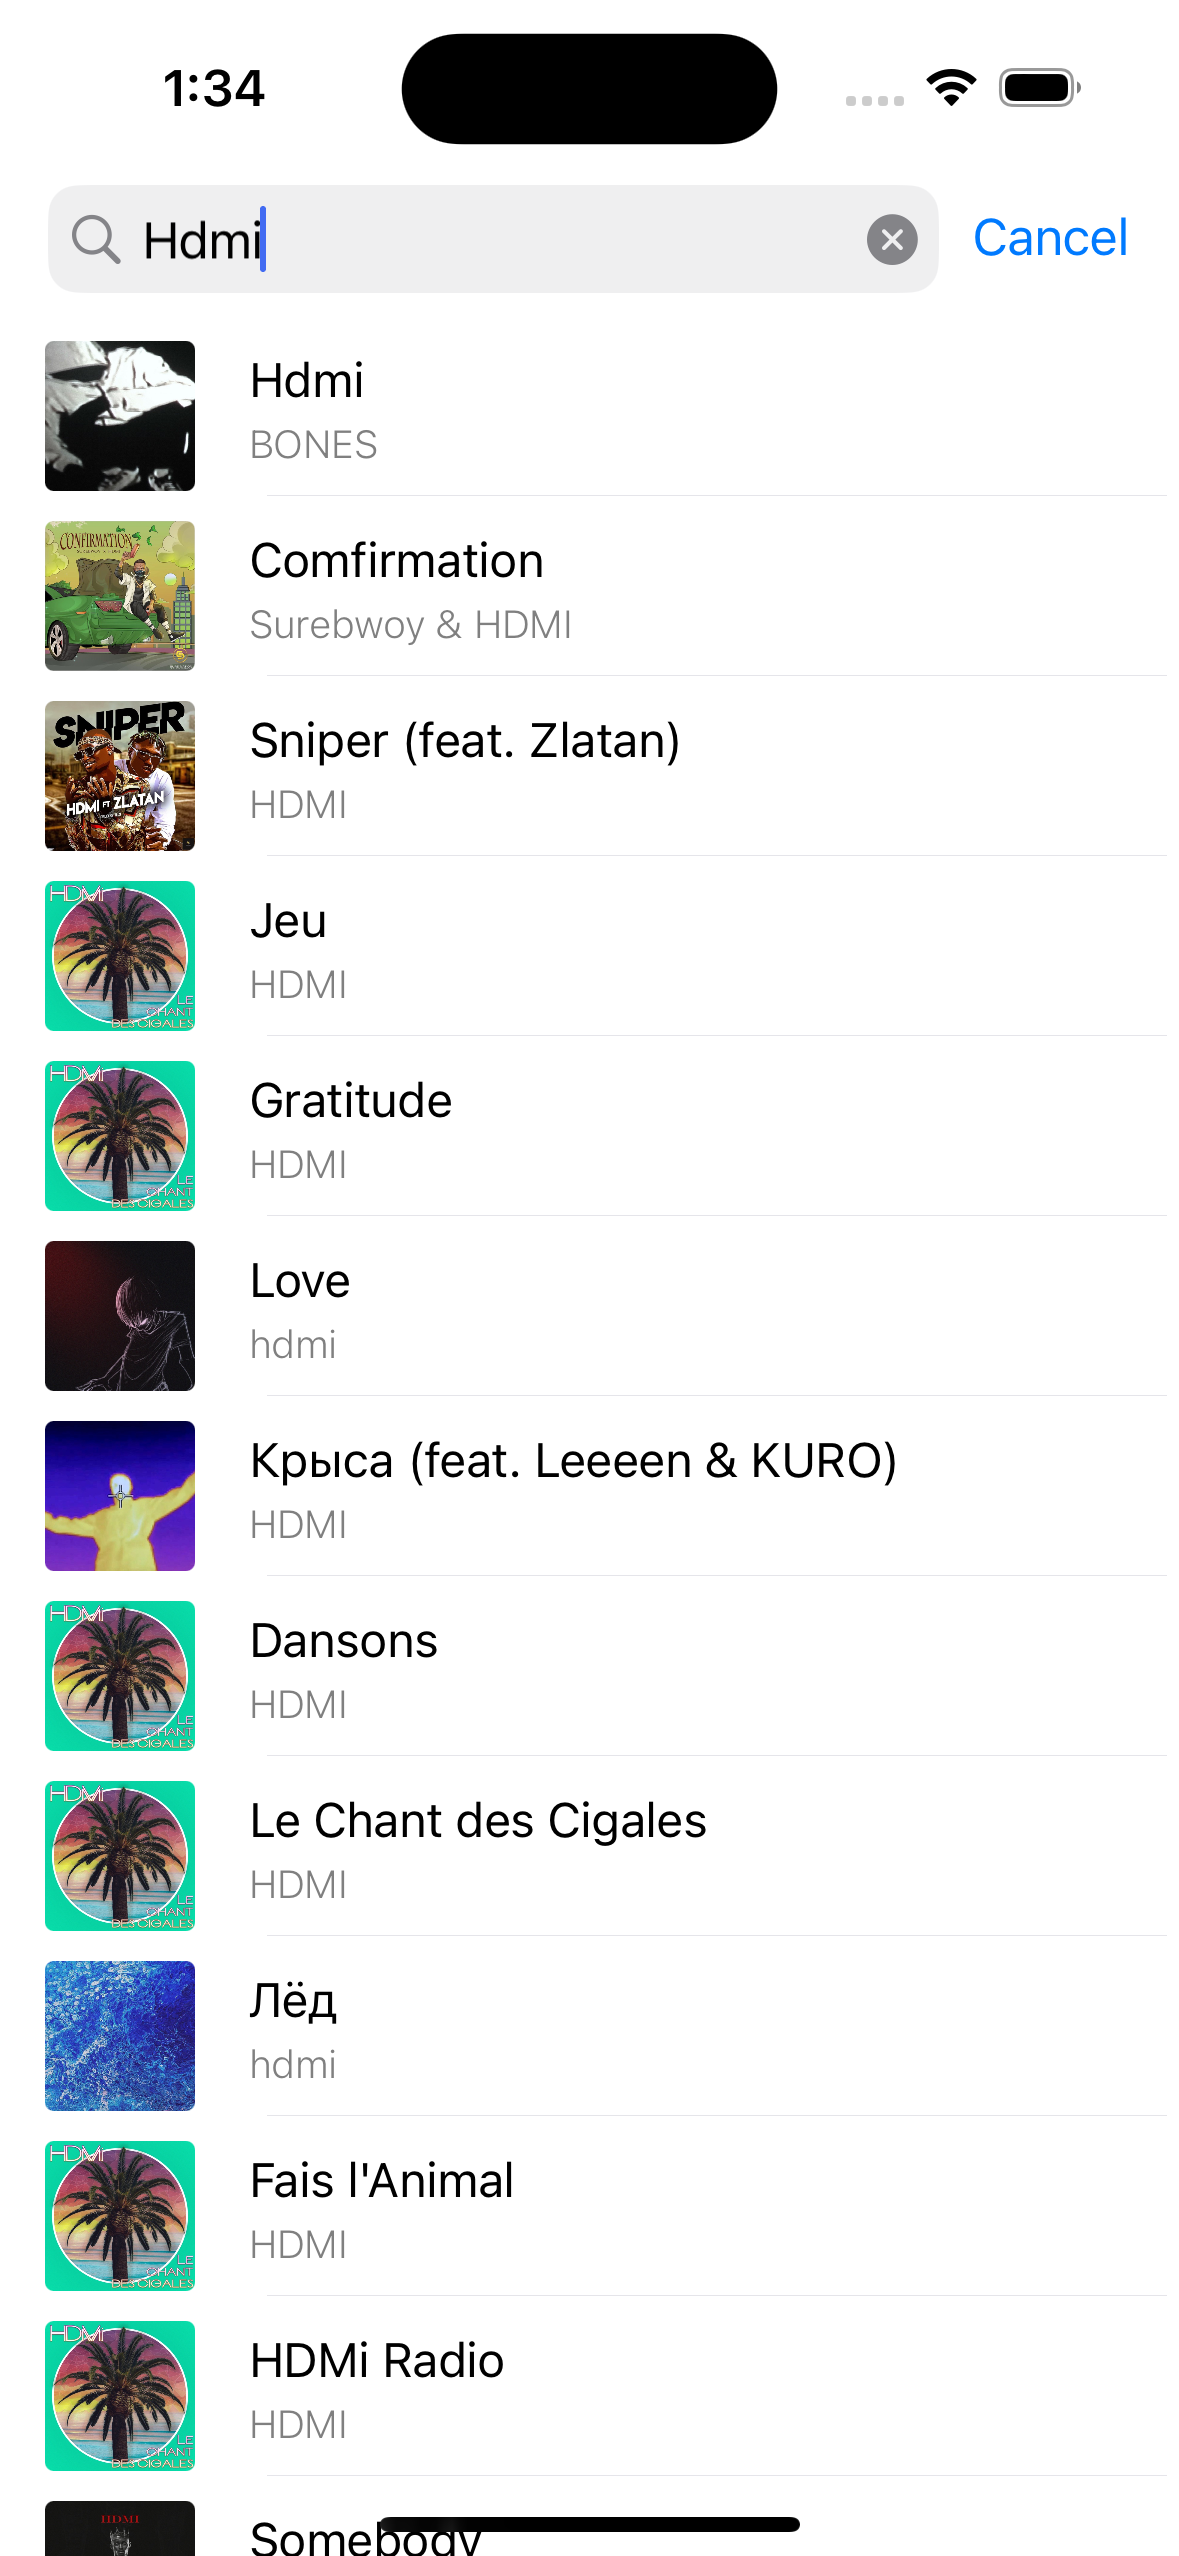 1:34
Hdmi
Cancel
Hdmi
BONES
CONFIRMATION
Comfirmation
Surebwoy & HDMI
SNIPER
HDMI FT ZLATAN
Sniper (feat. Zlatan)
HDMI
HDMi
LE
CHANT
DES CIGALES
Jeu
HDMI
HDMi
LE
CHANT
DES CIGALES
Gratitude
HDMI
Love
hdmi
Крыса (feat. Leeeen & KURO)
HDMI
HDMi
LE
CHANT
DES CIGALES
Dansons
HDMI
HDMi
LE
CHANT
DES CIGALES
Le Chant des Cigales
HDMI
Лёд
hdmi
HDMi
LE
CHANT
DES CIGALES
Fais l'Animal
HDMI
HDMi
LE
CHANT
DES CIGALES
HDMi Radio
HDMI
HDMI
Somebody